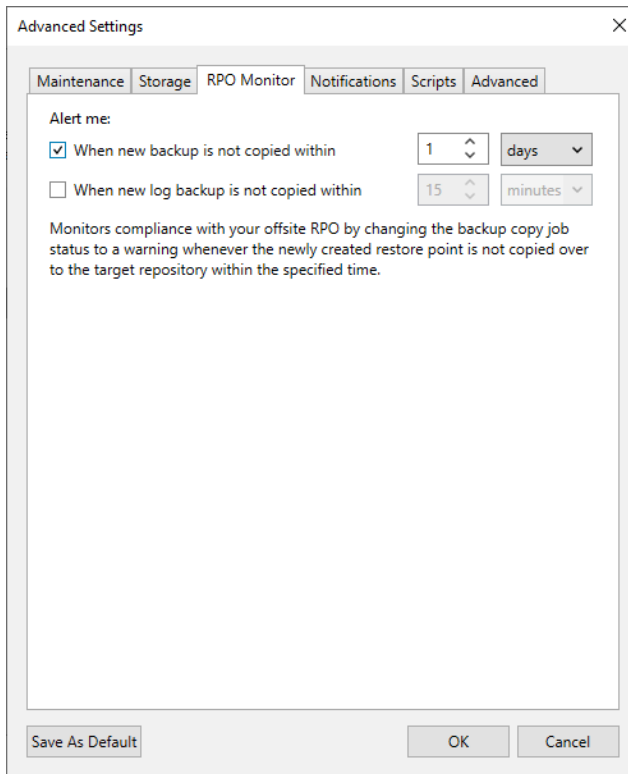 Advanced Settings
Maintenance Storage RPO Monitor Notifications Scripts Advanced
Alert me:
When new backup is not copied within 1 days
When new log backup is not copied within 15 minutes
Monitors compliance with your offsite RPO by changing the backup copy job
status to a warning whenever the newly created restore point is not copied over
to the target repository within the specified time.
Save As Default OK Cancel